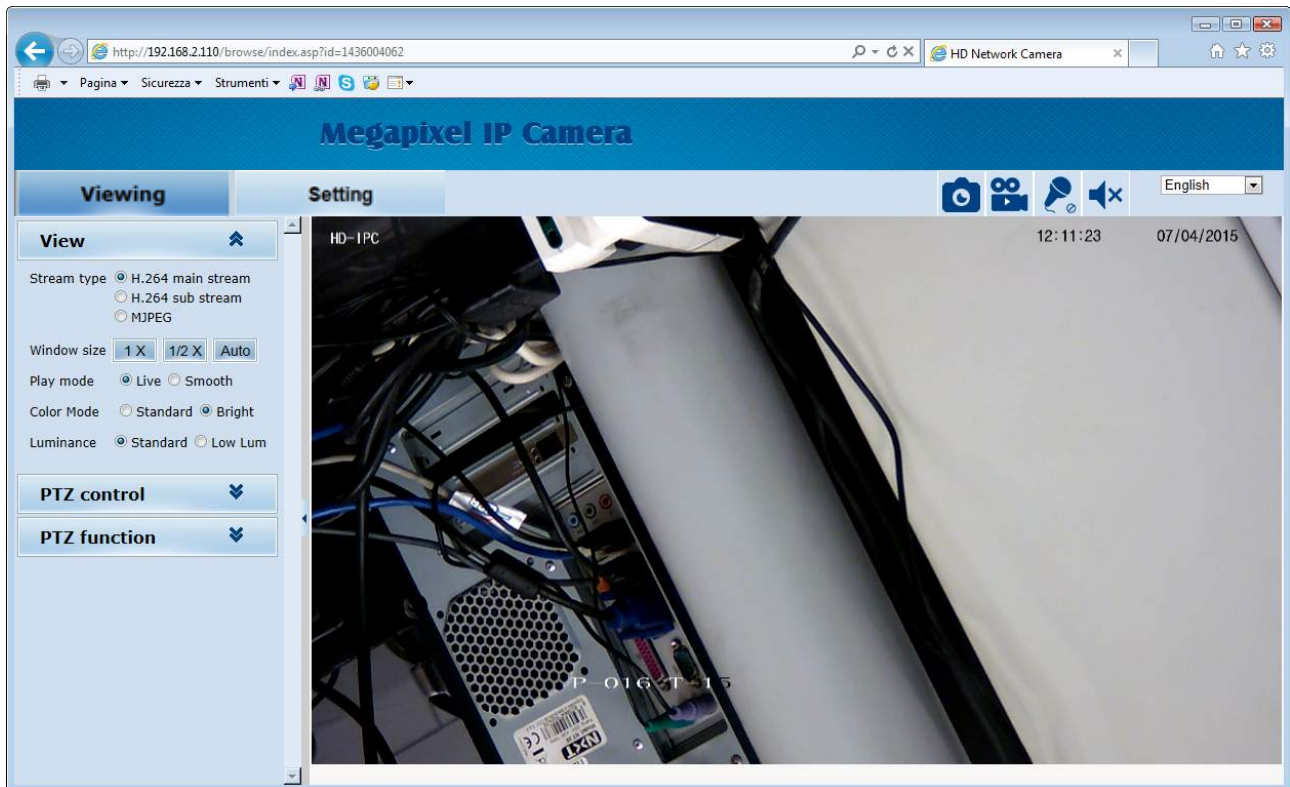 http://192.168.2.110/browse/index.asp?id=1436004062
HD Network Camera
Pagina Sicurezza Strumenti
Megapixel IP Camera
Viewing Setting
English
View
HD-IPC 12:11:23 07/04/2015
Stream type H.264 main stream
H.264 sub stream
MJPEG
Window size 1 X 1/2 X Auto
Play mode Live Smooth
Color Mode Standard Bright
Luminance Standard Low Lum
PTZ control
PTZ function
P-016 T-15
NXT